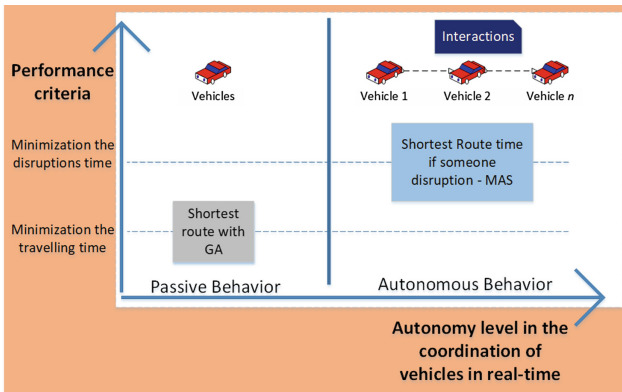 Performance
criteria
Interactions
Vehicles
Vehicle 1
Vehicle 2
Vehicle n
Minimization the
disruptions time
Shortest Route time
if someone
disruption - MAS
Minimization the
travelling time
Shortest
route with
GA
Passive Behavior
Autonomous Behavior
Autonomy level in the
coordination of
vehicles in real-time